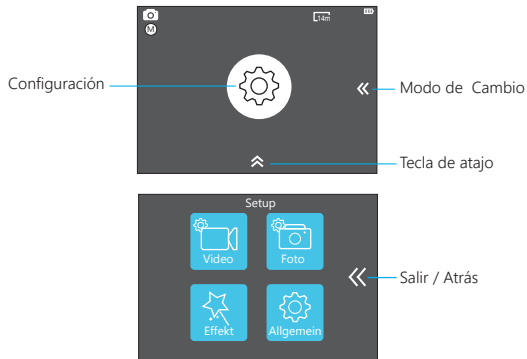 M
14m
Configuración
Modo de Cambio
Tecla de atajo
Setup
Video
Foto
Salir / Atrás
Effekt
Allgemein